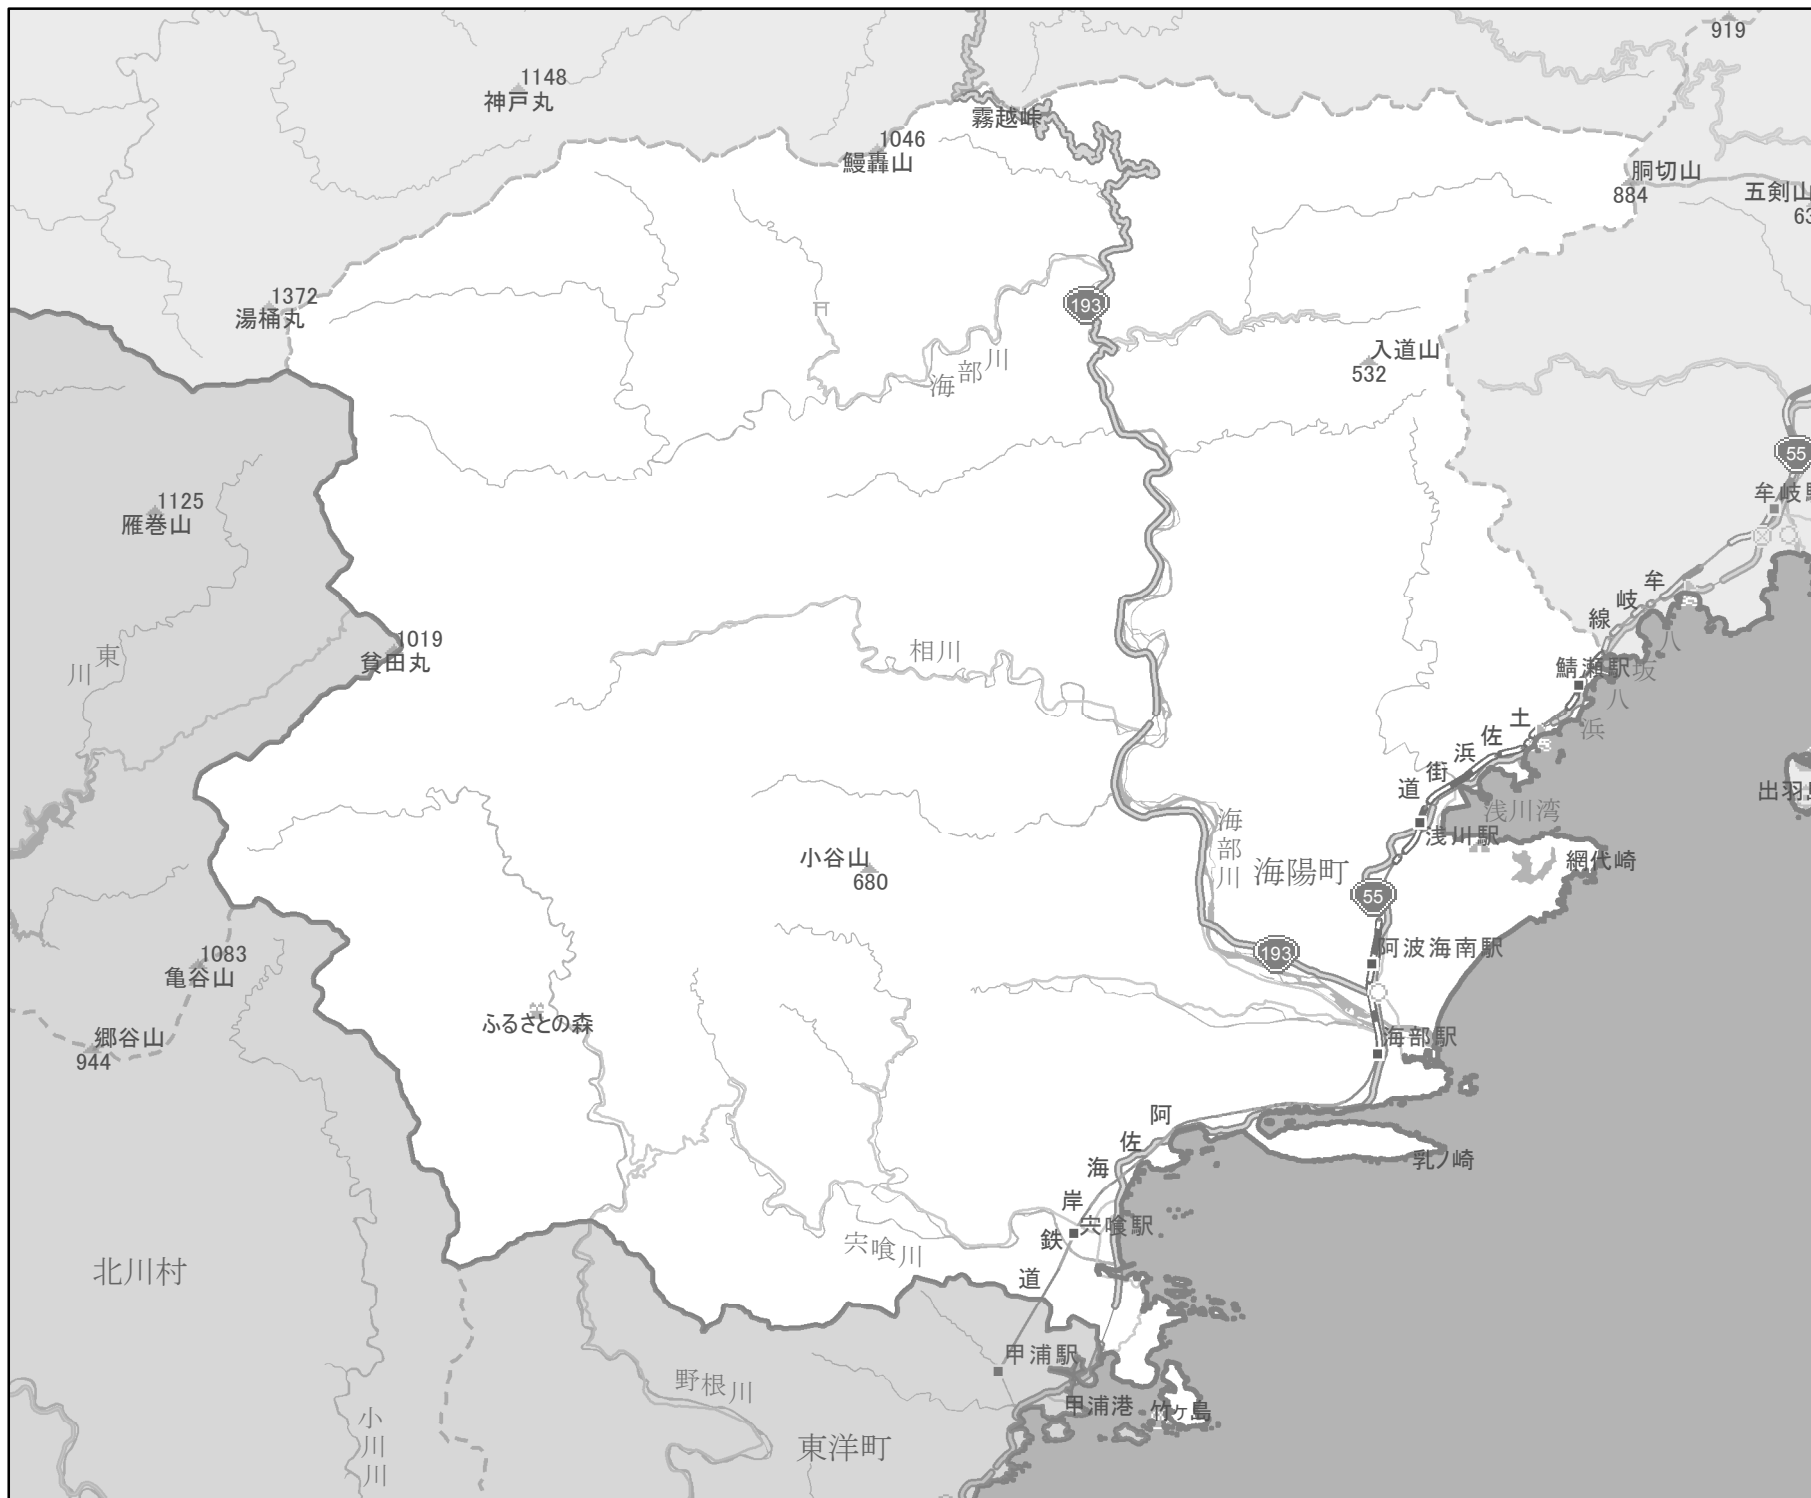 919
1148
神戸丸
霧越峠
1046
鰻轟山
胴切山
884
五剣山
63
1372
湯桶丸
193
海部川
入道山
532
55
牟岐駅
1125
雁巻山
牟岐線
東川
1019
貧田丸
相川
鯖瀬駅
八坂八浜
土佐浜街道
出羽島
浅川湾
浅川駅
海部川
海陽町
網代崎
小谷山
680
55
193
阿波海南駅
1083
亀谷山
ふるさとの森
郷谷山
944
海部駅
阿佐海岸鉄道
乳ノ崎
宍喰駅
宍喰川
北川村
甲浦駅
野根川
甲浦港
竹ヶ島
小川川
東洋町